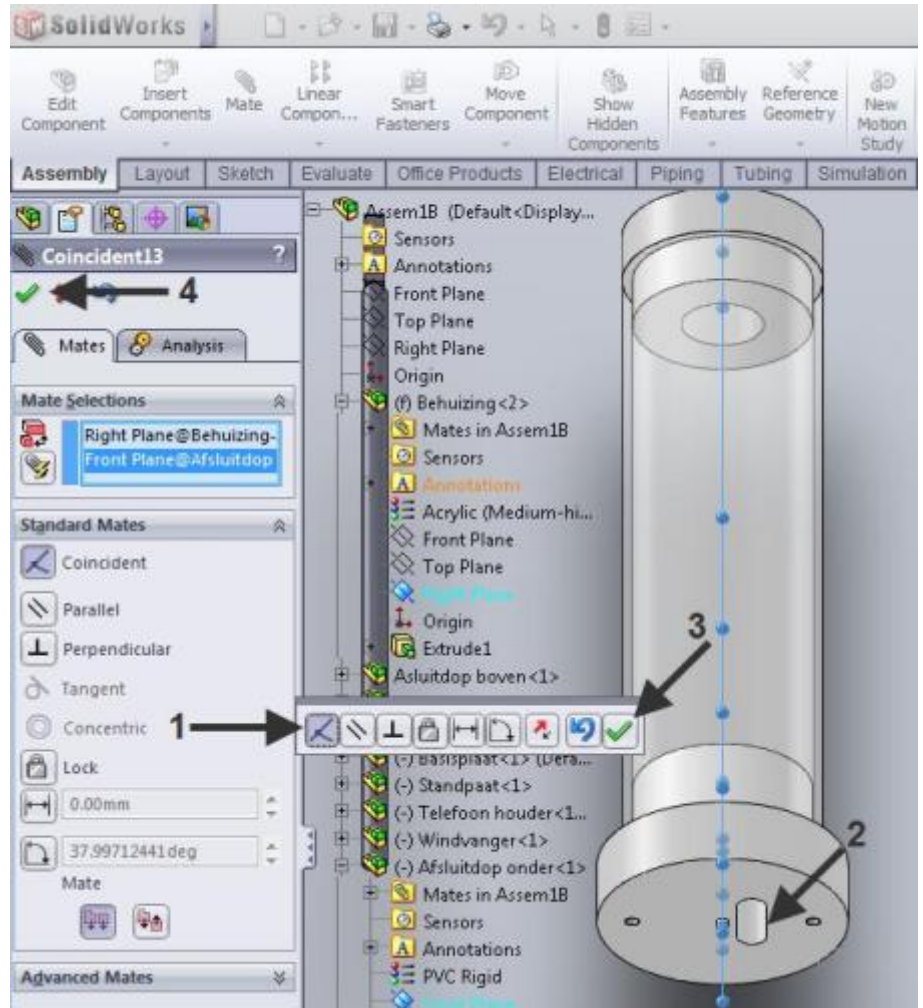 SolidWorks
Edit Component
Insert Components
Mate
Linear Compon...
Smart Fasteners
Move Component
Show Hidden Components
Assembly Features
Reference Geometry
New Motion Study
Assembly Layout Sketch Evaluate Office Products Electrical Piping Tubing Simulation
Coincident13 ?
4
Mates Analysis
Mate Selections
Right Plane@Behuizing-
Front Plane@Afsluitdop
Standard Mates
Coincident
Parallel
Perpendicular
Tangent
Concentric
Lock
0.00mm
37.99712441deg
Mate
Advanced Mates
Assem1B (Default<Display...
Sensors
A Annotations
Front Plane
Top Plane
Right Plane
Origin
(f) Behuizing<2>
Mates in Assem1B
Sensors
A Annotations
Acrylic (Medium-hi...
Front Plane
Top Plane
Right Plane
Origin
Extrude1
Asluitdop boven<1>
1
3
(-) Basisplaat<1> (Defa...
(-) Standpaat<1>
(-) Telefoon houder<1...
(-) Windvanger<1>
(-) Afsluitdop onder<1>
Mates in Assem1B
Sensors
A Annotations
PVC Rigid
Front Plane
2